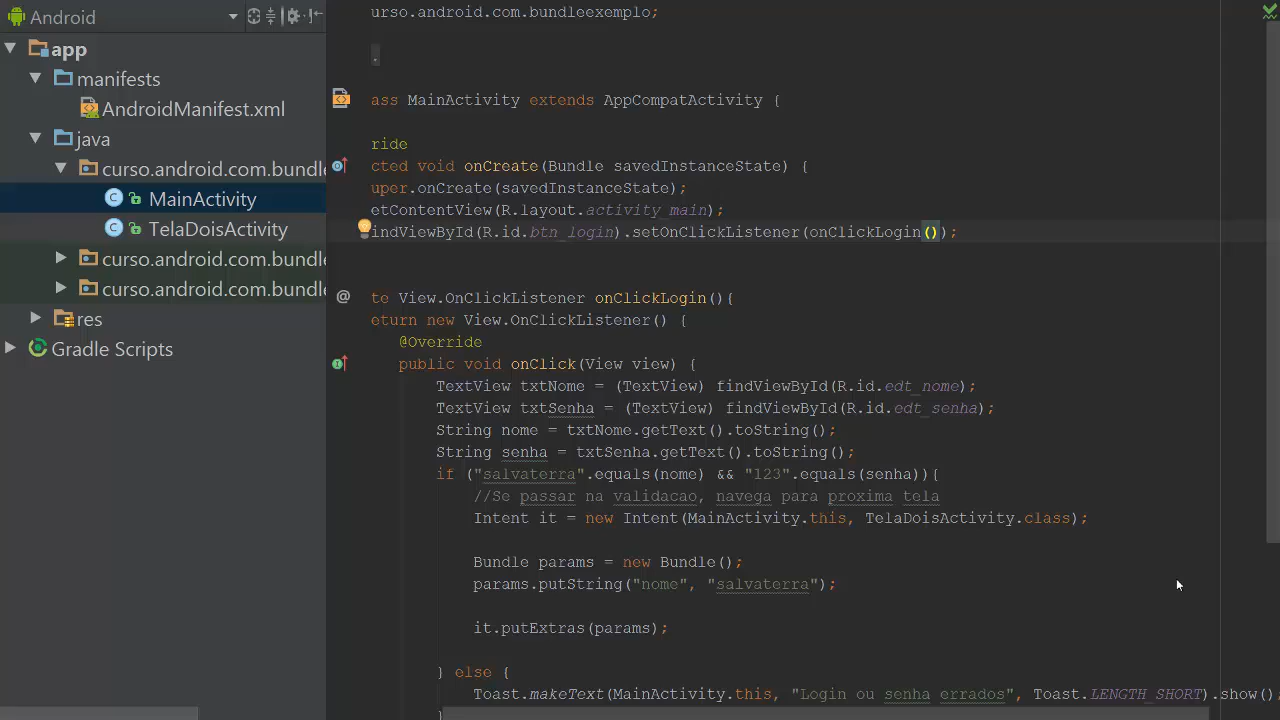 Android
app
manifests
AndroidManifest.xml
java
curso.android.com.bundle
MainActivity
TelaDoisActivity
curso.android.com.bundle
curso.android.com.bundle
res
Gradle Scripts
urso.android.com.bundleexemplo;
.
ass MainActivity extends AppCompatActivity {
ride
cted void onCreate(Bundle savedInstanceState) {
uper.onCreate(savedInstanceState);
etContentView(R.layout.activity_main);
indViewById(R.id.btn_login).setOnClickListener(onClickLogin());
te View.OnClickListener onClickLogin(){
eturn new View.OnClickListener() {
@Override
public void onClick(View view) {
TextView txtNome = (TextView) findViewById(R.id.edt_nome);
TextView txtSenha = (TextView) findViewById(R.id.edt_senha);
String nome = txtNome.getText().toString();
String senha = txtSenha.getText().toString();
if ("salvaterra".equals(nome) && "123".equals(senha)){
//Se passar na validacao, navega para proxima tela
Intent it = new Intent(MainActivity.this, TelaDoisActivity.class);
Bundle params = new Bundle();
params.putString("nome", "salvaterra");
it.putExtras(params);
} else {
Toast.makeText(MainActivity.this, "Login ou senha errados", Toast.LENGTH_SHORT).show();
}